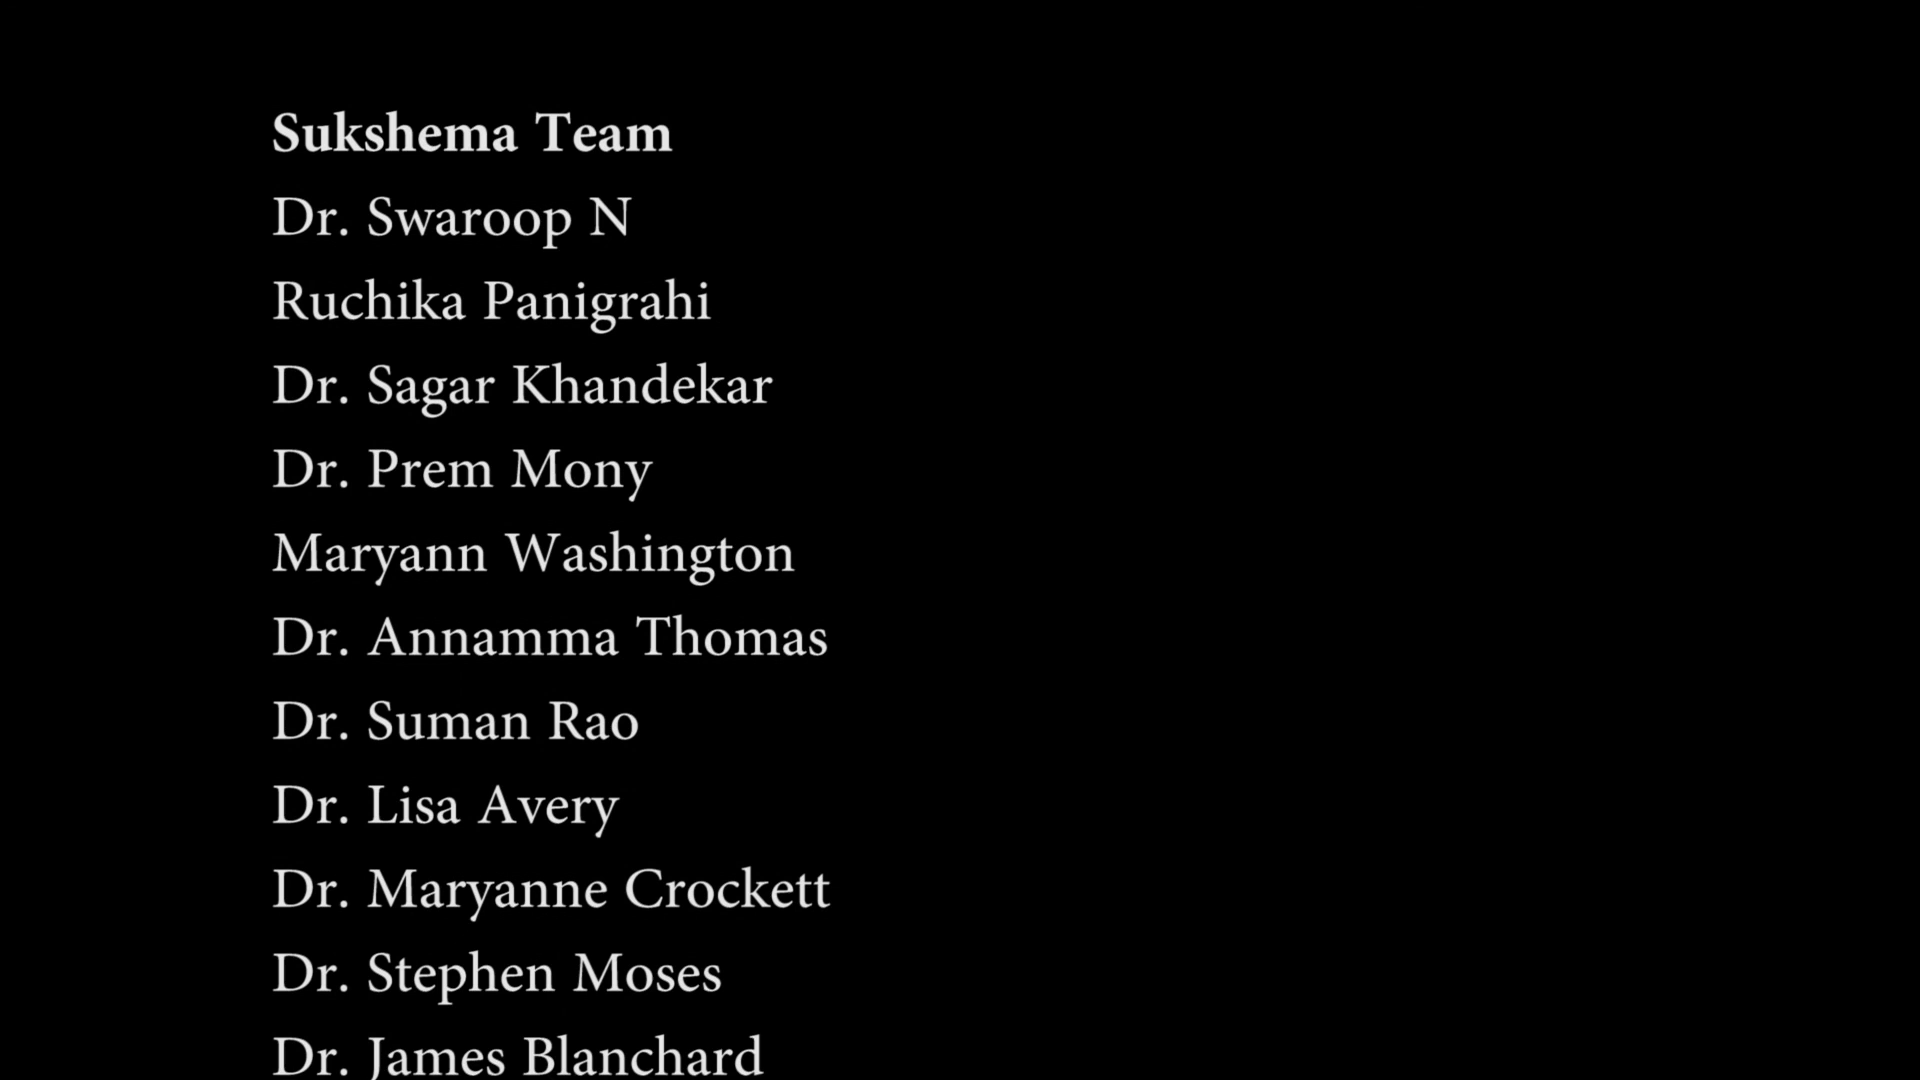 Sukshema Team
Dr. Swaroop N
Ruchika Panigrahi
Dr. Sagar Khandekar
Dr. Prem Mony
Maryann Washington
Dr. Annamma Thomas
Dr. Suman Rao
Dr. Lisa Avery
Dr. Maryanne Crockett
Dr. Stephen Moses
Dr. James Blanchard